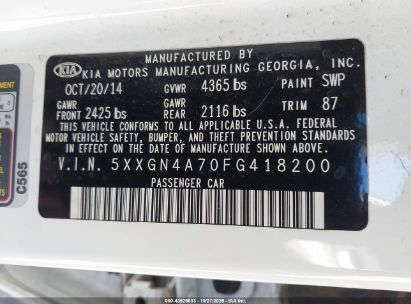 MANUFACTURED BY
KIA KIA MOTORS MANUFACTURING GEORGIA, INC.
OCT/20/14 GVWR 4365 lbs PAINT SWP
GAWR FRONT 2425 lbs GAWR REAR 2116 lbs TRIM 87
THIS VEHICLE CONFORMS TO ALL APPLICABLE U.S. FEDERAL
MOTOR VEHICLE SAFETY, BUMPER, AND THEFT PREVENTION
STANDARDS IN EFFECT ON THE DATE OF MANUFACTURE SHOWN ABOVE.
V.I.N. 5XXGN4A70FG418200
PASSENGER CAR
C565